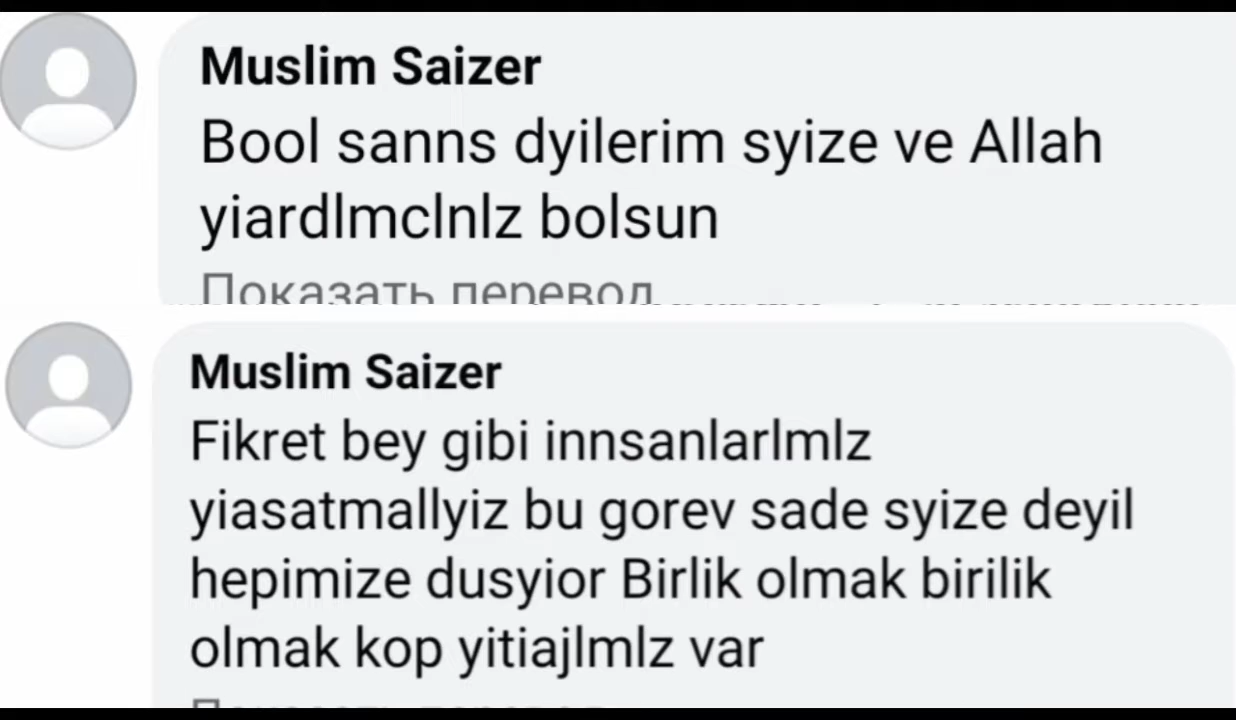 Muslim Saizer
Bool sanns dyilerim syize ve Allah
yiardlmclnlz bolsun
Показать перевод
Muslim Saizer
Fikret bey gibi innsanlarlmlz
yiasatmallyiz bu gorev sade syize deyil
hepimize dusyior Birlik olmak birilik
olmak kop yitiajlmlz var